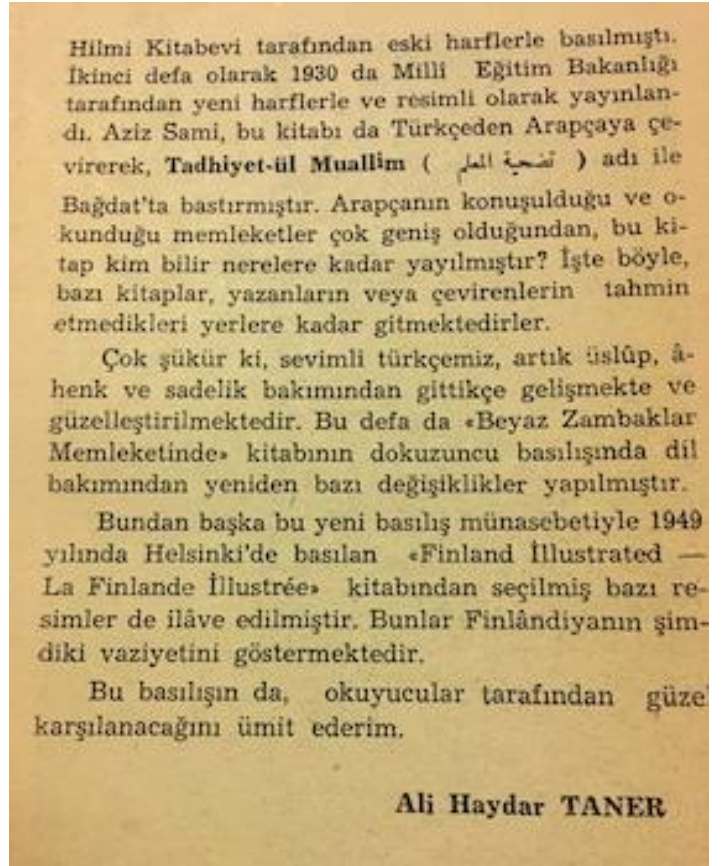 Hilmi Kitabevi tarafından eski harflerle basılmıştı.
İkinci defa olarak 1930 da Milli Eğitim Bakanlığı
tarafından yeni harflerle ve resimli olarak yayınlan-
dı. Aziz Sami, bu kitabı da Türkçeden Arapçaya çe-
virerek, Tadhiyet-ül Muallim ( تضحية المعلم ) adı ile
Bağdat'ta bastırmıştır. Arapçanın konuşulduğu ve o-
kunduğu memleketler çok geniş olduğundan, bu ki-
tap kim bilir nerelere kadar yayılmıştır? İşte böyle,
bazı kitaplar, yazanların veya çevirenlerin tahmin
etmedikleri yerlere kadar gitmektedirler.
Çok şükür ki, sevimli türkçemiz, artık üslûp, â-
henk ve sadelik bakımından gittikçe gelişmekte ve
güzelleştirilmektedir. Bu defa da «Beyaz Zambaklar
Memleketinde» kitabının dokuzuncu basılışında dil
bakımından yeniden bazı değişiklikler yapılmıştır.
Bundan başka bu yeni basılış münasebetiyle 1949
yılında Helsinki'de basılan «Finland İllustrated —
La Finlande İllustrée» kitabından seçilmiş bazı re-
simler de ilâve edilmiştir. Bunlar Finlândiyanın şim-
diki vaziyetini göstermektedir.
Bu basılışın da, okuyucular tarafından güzel
karşılanacağını ümit ederim.
Ali Haydar TANER